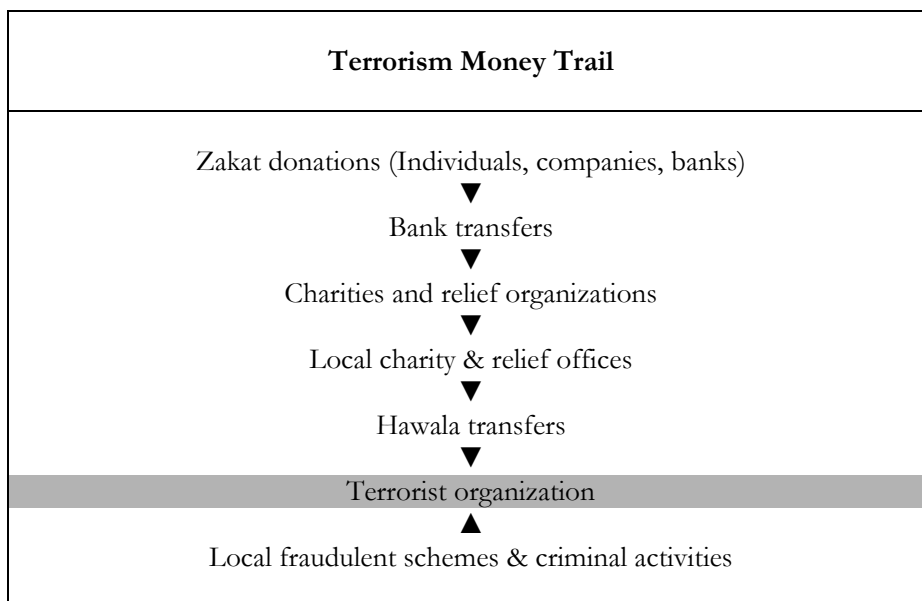 Terrorism Money Trail
Zakat donations (Individuals, companies, banks)
▼
Bank transfers
▼
Charities and relief organizations
▼
Local charity & relief offices
▼
Hawala transfers
▼
Terrorist organization
▲
Local fraudulent schemes & criminal activities